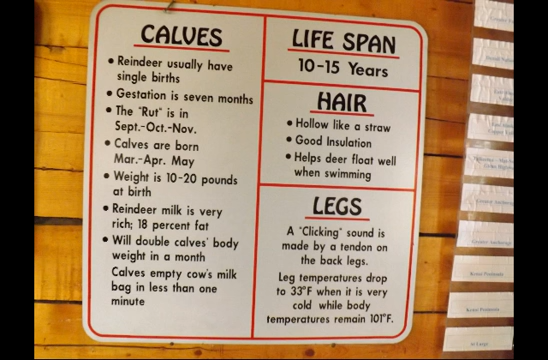 CALVES
• Reindeer usually have
single births
• Gestation is seven months
• The "Rut" is in
Sept.-Oct.-Nov.
• Calves are born
Mar.-Apr. May
• Weight is 10-20 pounds
at birth
• Reindeer milk is very
rich; 18 percent fat
• Will double calves' body
weight in a month
Calves empty cow's milk
bag in less than one
minute
LIFE SPAN
10-15 Years
HAIR
• Hollow like a straw
• Good Insulation
• Helps deer float well
when swimming
LEGS
A "Clicking" sound is
made by a tendon on
the back legs.
Leg temperatures drop
to 33°F when it is very
cold while body
temperatures remain 101°F.